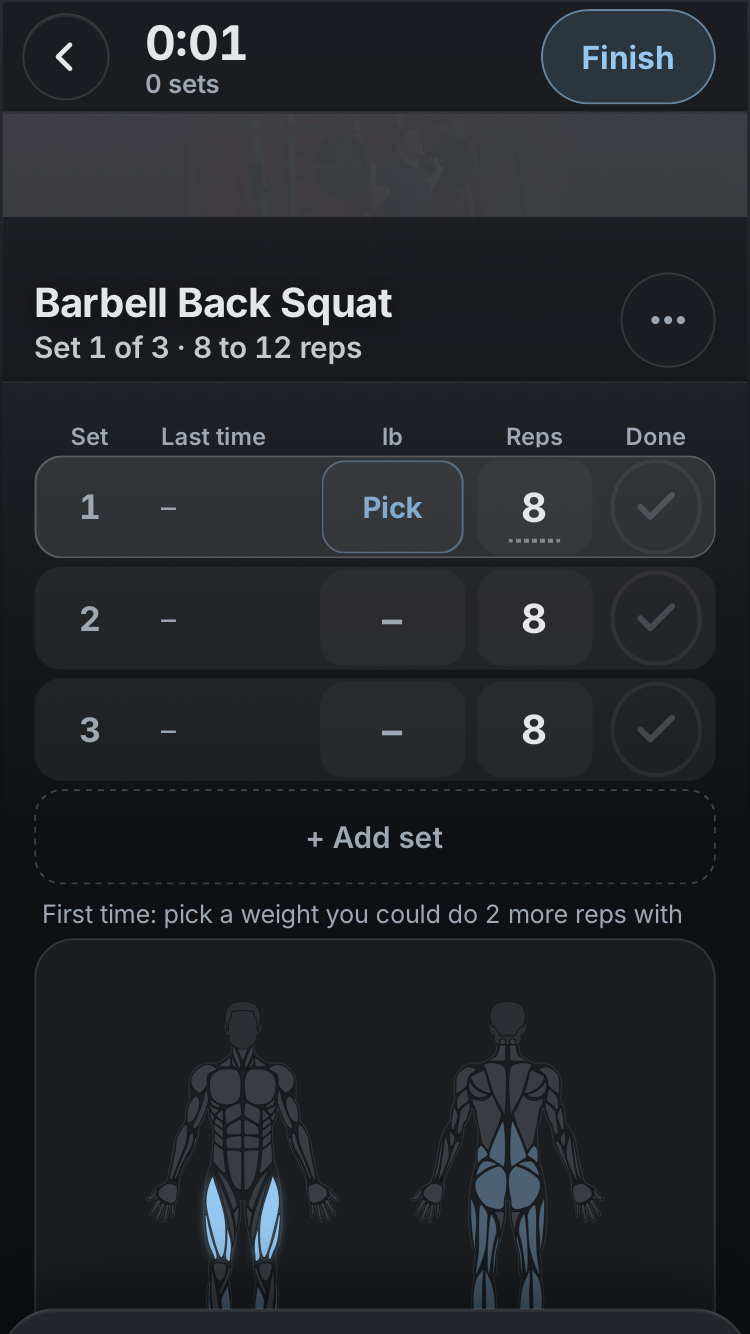 0:01
0 sets
Finish
Barbell Back Squat
Set 1 of 3 · 8 to 12 reps
Set Last time lb Reps Done
1 – Pick 8
2 – – 8
3 – – 8
+ Add set
First time: pick a weight you could do 2 more reps with